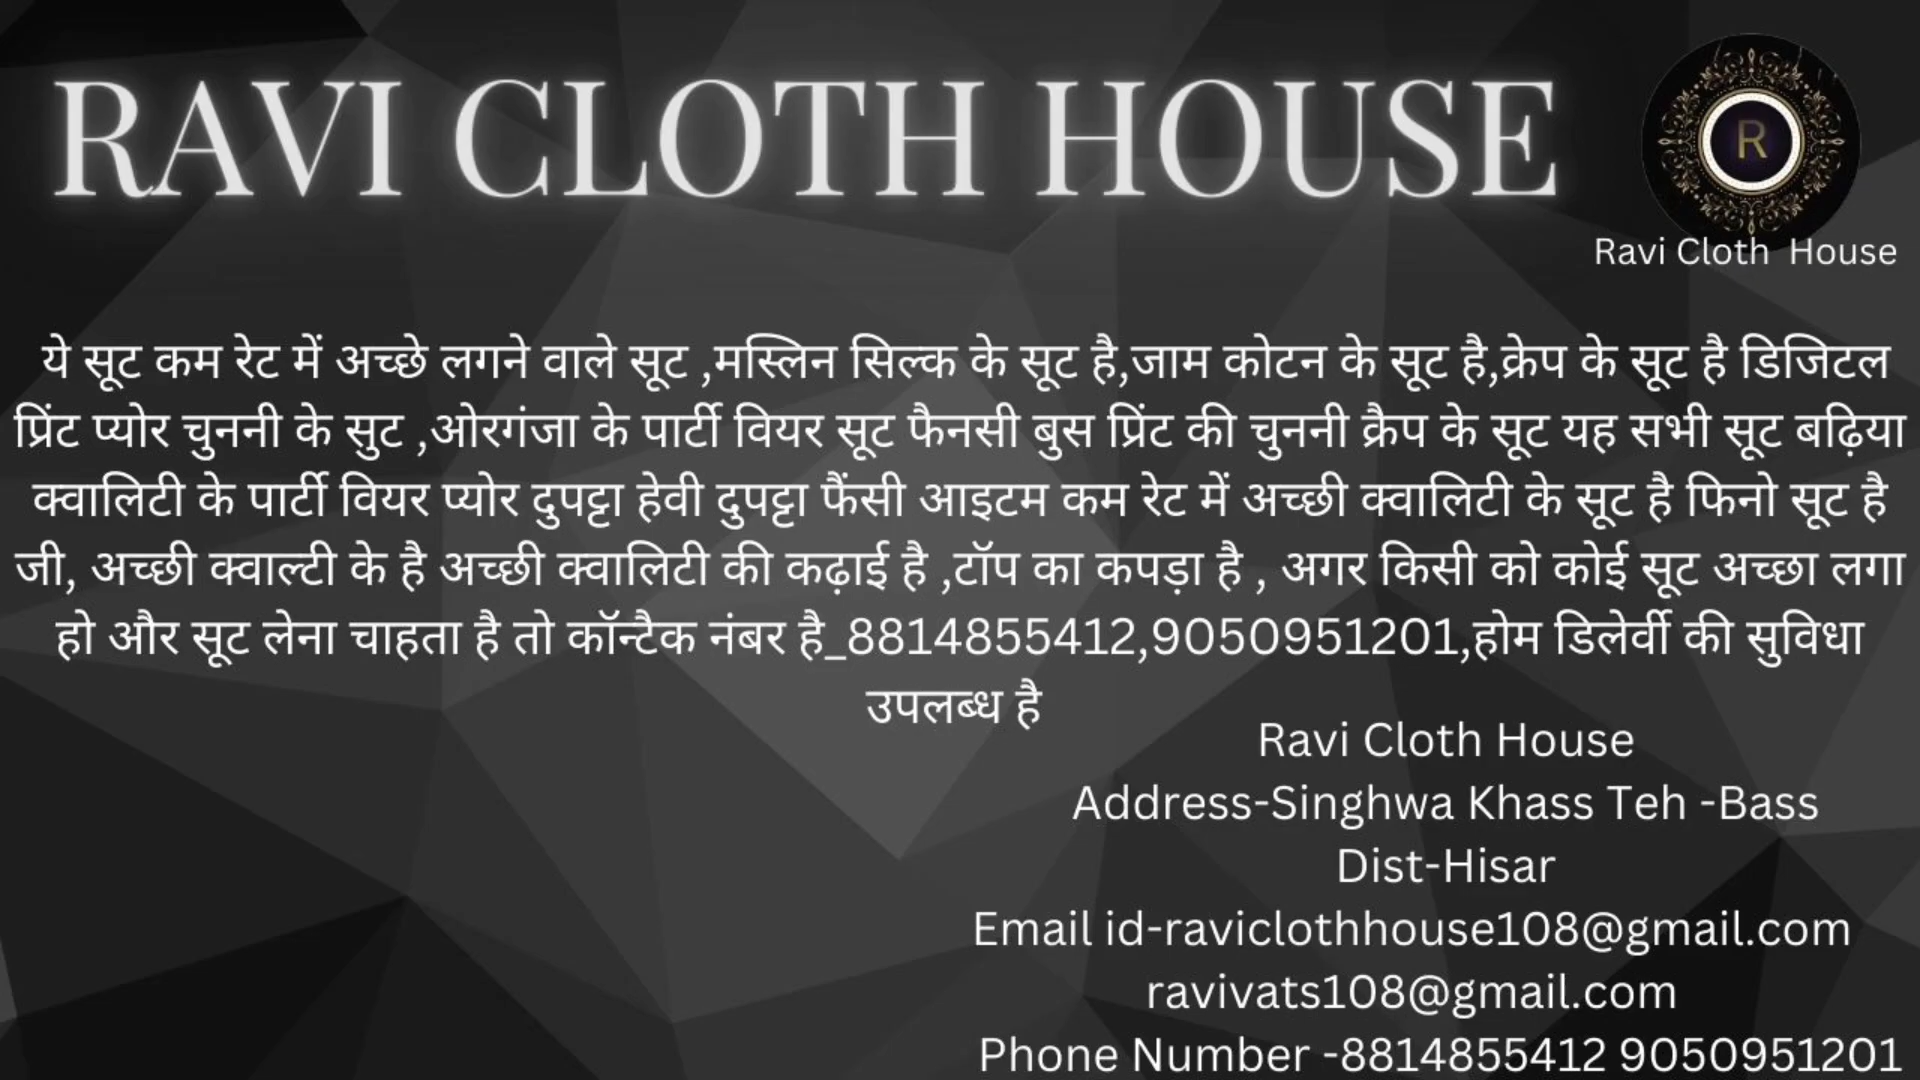 RAVI CLOTH HOUSE
R
Ravi Cloth House
ये सूट कम रेट में अच्छे लगने वाले सूट ,मस्लिन सिल्क के सूट है,जाम कोटन के सूट है,क्रेप के सूट है डिजिटल
प्रिंट प्योर चुननी के सुट ,ओरगंजा के पार्टी वियर सूट फैनसी बुस प्रिंट की चुननी क्रैप के सूट यह सभी सूट बढ़िया
क्वालिटी के पार्टी वियर प्योर दुपट्टा हेवी दुपट्टा फैंसी आइटम कम रेट में अच्छी क्वालिटी के सूट है फिनो सूट है
जी, अच्छी क्वाल्टी के है अच्छी क्वालिटी की कढ़ाई है ,टॉप का कपड़ा है , अगर किसी को कोई सूट अच्छा लगा
हो और सूट लेना चाहता है तो कॉन्टैक नंबर है_8814855412,9050951201,होम डिलेर्वी की सुविधा
उपलब्ध है
Ravi Cloth House
Address-Singhwa Khass Teh -Bass
Dist-Hisar
Email id-raviclothhouse108@gmail.com
ravivats108@gmail.com
Phone Number -8814855412 9050951201